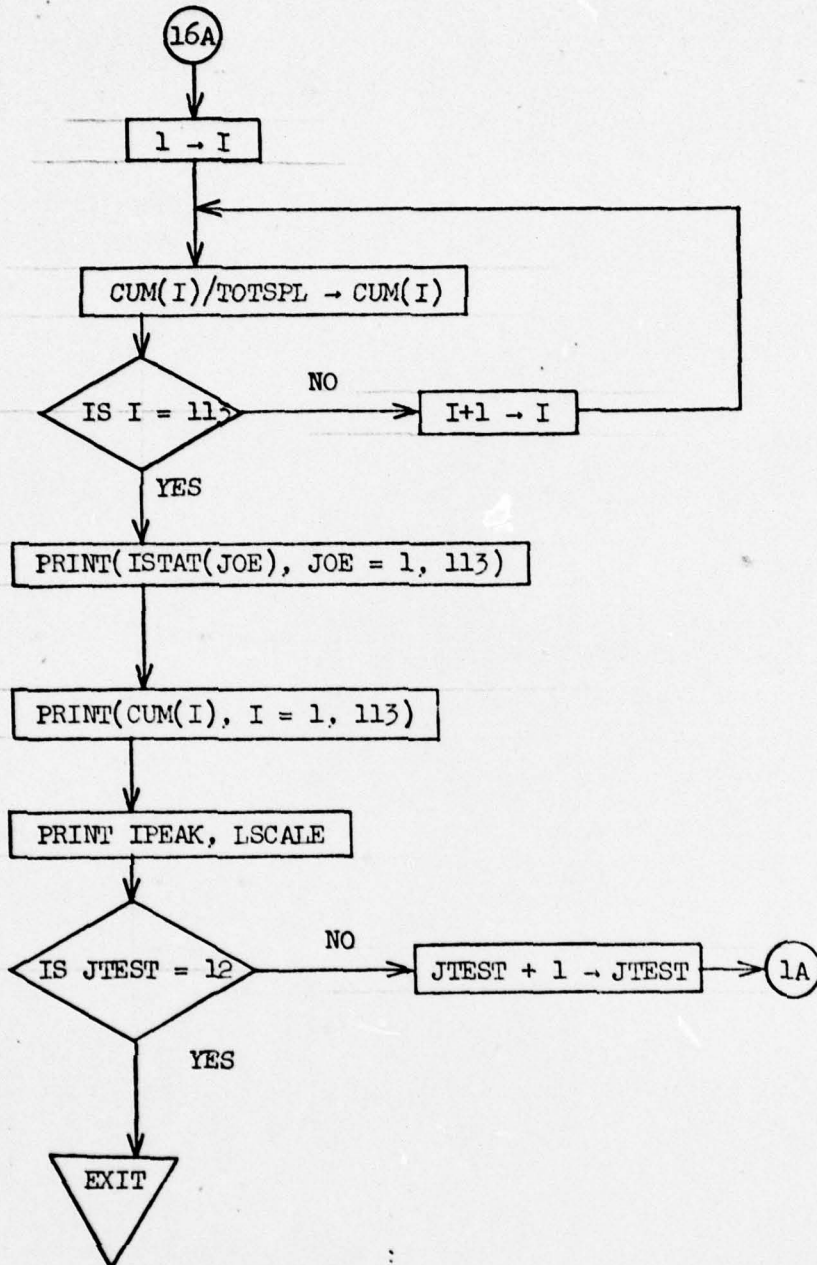 16A
1 → I
CUM(I)/TOTSPL → CUM(I)
IS I = 113
NO
I+1 → I
YES
PRINT(ISTAT(JOE), JOE = 1, 113)
PRINT(CUM(I), I = 1, 113)
PRINT IPEAK, LSCALE
IS JTEST = 12
NO
JTEST + 1 → JTEST
1A
YES
EXIT